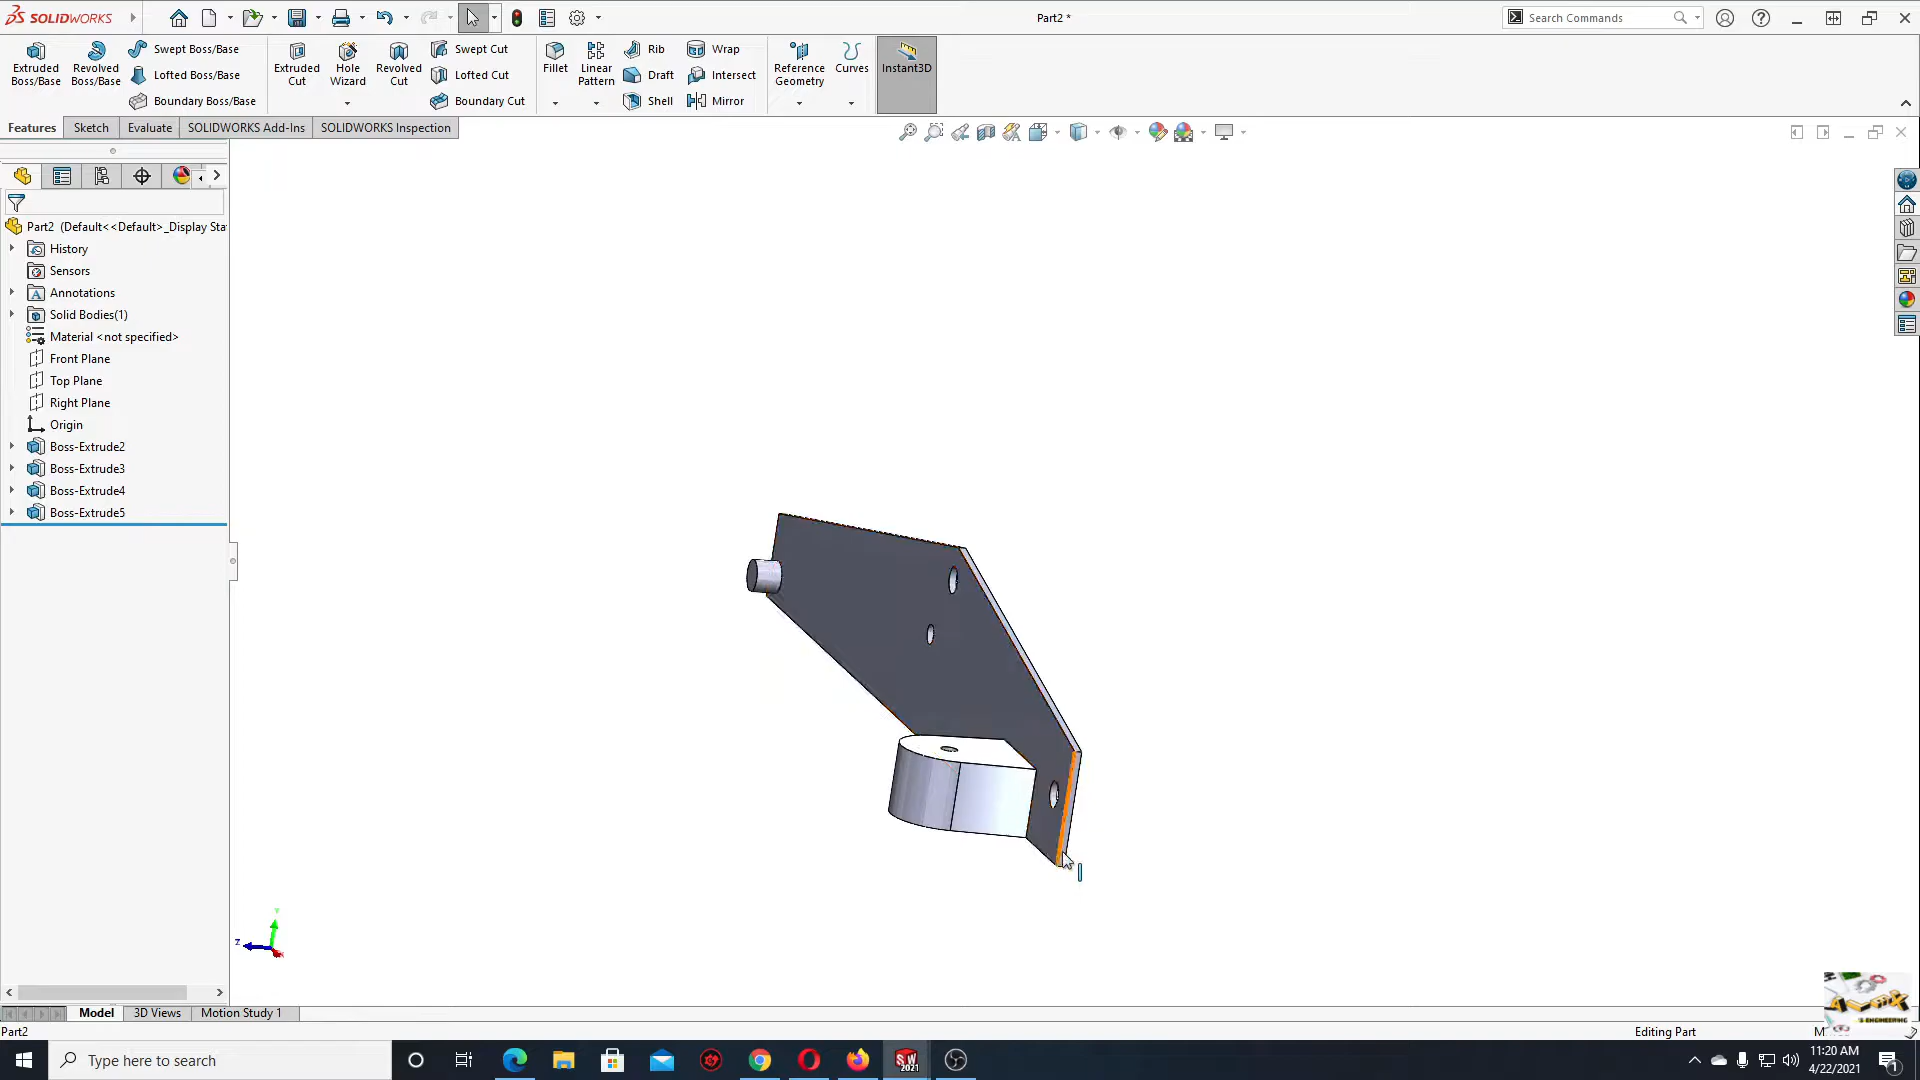 SOLIDWORKS
Part2 *
Search Commands
Extruded Boss/Base
Revolved Boss/Base
Swept Boss/Base
Lofted Boss/Base
Boundary Boss/Base
Extruded Cut
Hole Wizard
Revolved Cut
Swept Cut
Lofted Cut
Boundary Cut
Fillet
Linear Pattern
Rib
Draft
Shell
Wrap
Intersect
Mirror
Reference Geometry
Curves
Instant3D
Features
Sketch
Evaluate
SOLIDWORKS Add-Ins
SOLIDWORKS Inspection
Part2 (Default<<Default>_Display Sta
History
Sensors
Annotations
Solid Bodies(1)
Material <not specified>
Front Plane
Top Plane
Right Plane
Origin
Boss-Extrude2
Boss-Extrude3
Boss-Extrude4
Boss-Extrude5
Y
Z
Model
3D Views
Motion Study 1
Part2
Editing Part
Type here to search
SW
2021
11:20 AM
4/22/2021
1